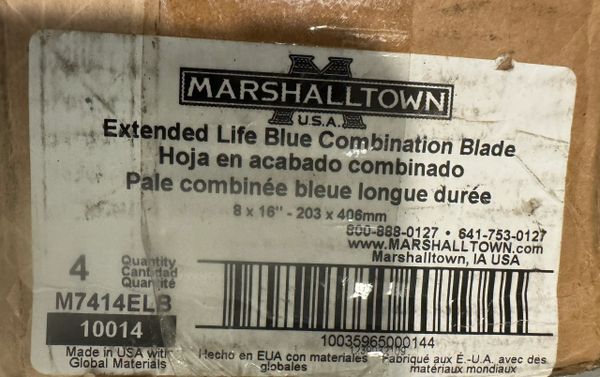 MARSHALLTOWN
U.S.A.
Extended Life Blue Combination Blade
Hoja en acabado combinado
Pale combinée bleue longue durée
8 x 16" - 203 x 406mm
800-888-0127 • 641-753-0127
www.MARSHALLTOWN.com
Marshalltown, IA USA
4
Quantity
Cantidad
Quantité
M7414ELB
10014
10035965000144
Made in USA with
Global Materials
Hecho en EUA con materiales
globales
Fabriqué aux É.-U.A. avec des
matériaux mondiaux